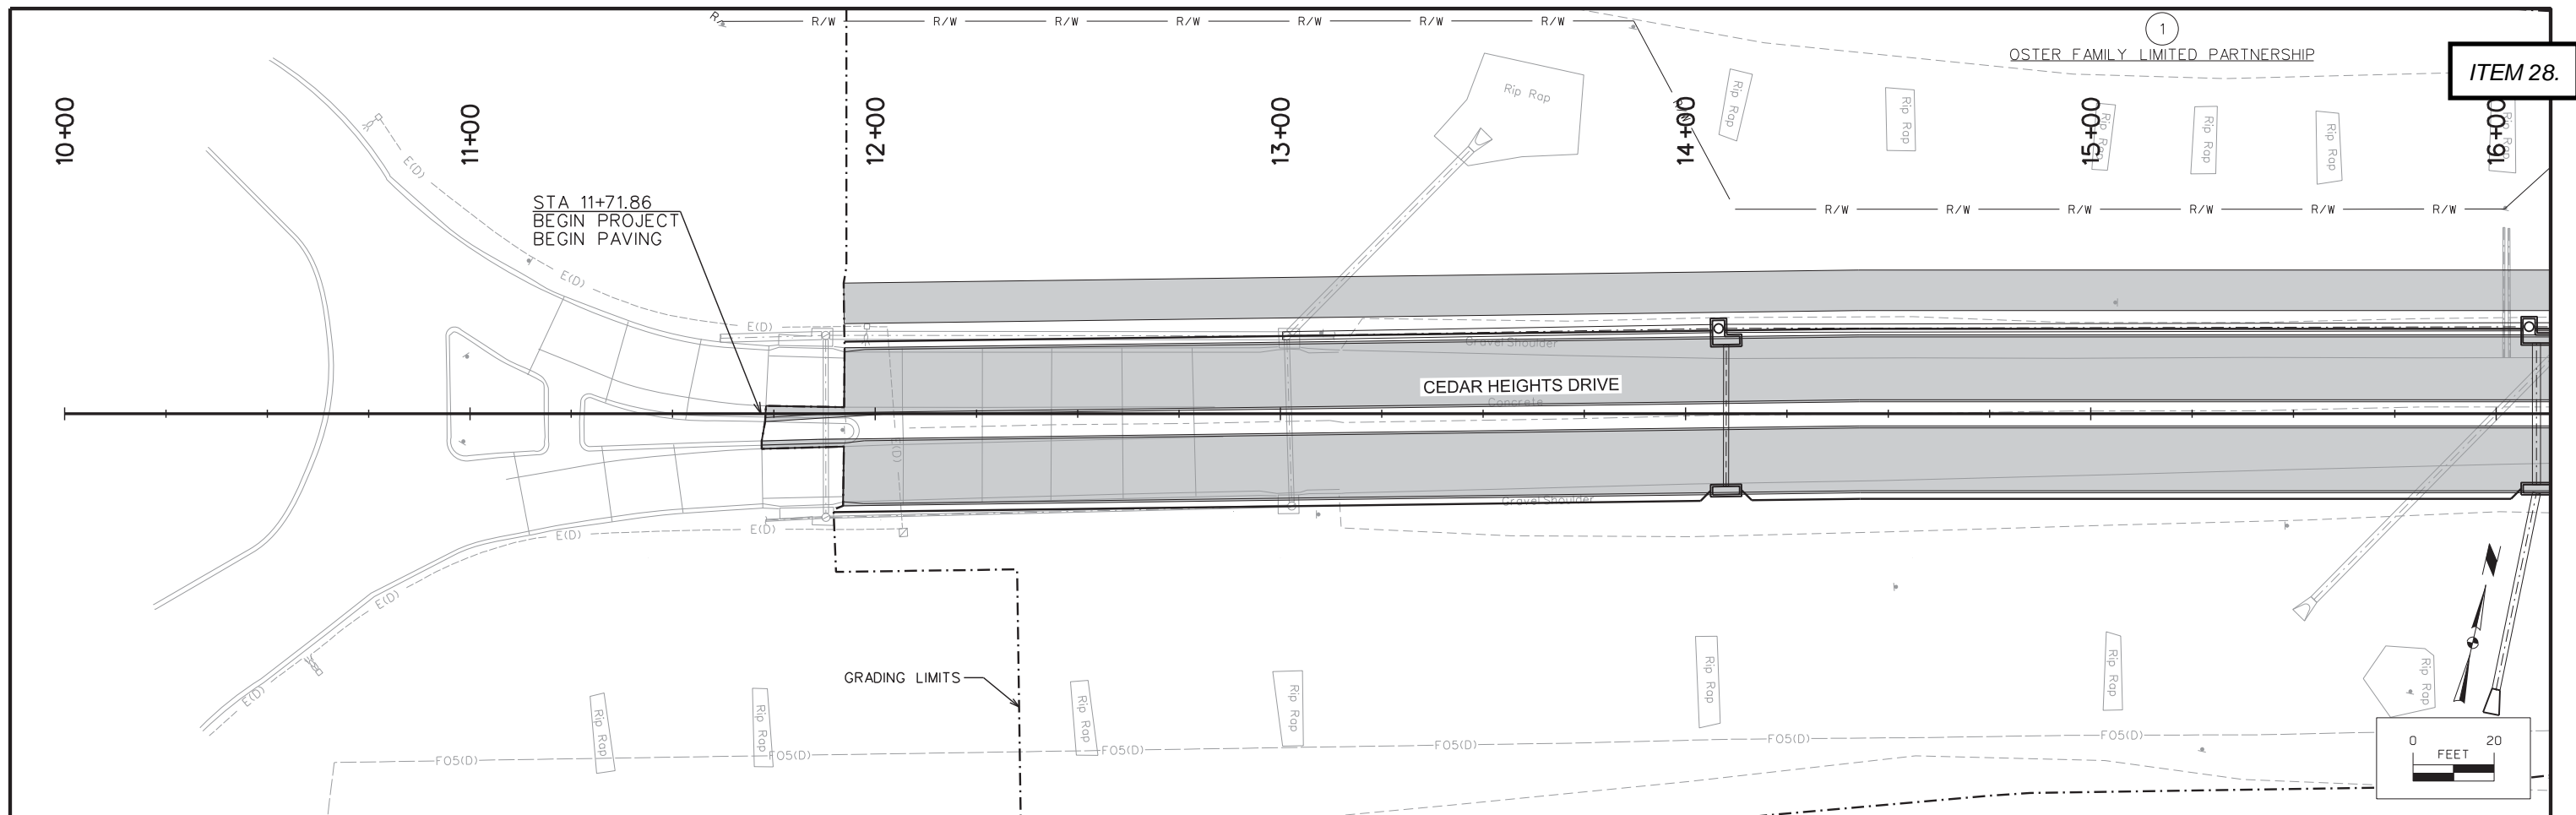 R/
R/W R/W R/W R/W R/W R/W R/W
1
OSTER FAMILY LIMITED PARTNERSHIP
ITEM 28.
10+00
11+00
12+00
13+00
14+00
15+00
16+00
Rip Rap
Rip Rap
Rip Rap
Rip Rap
Rip Rap
Rip Rap
Rip Rap
R/W
E(D)
STA 11+71.86
BEGIN PROJECT
BEGIN PAVING
R/W R/W R/W R/W R/W R/W
E(D)
E(D)
Gravel Shoulder
CEDAR HEIGHTS DRIVE
Concrete
E(D)
Gravel Shoulder
E(D)
E(D)
E(D)
E(D)
GRADING LIMITS
Rip Rap
Rip Rap
Rip Rap
Rip Rap
Rip Rap
Rip Rap
Rip Rap
FO5(D) FO5(D) FO5(D) FO5(D) FO5(D) FO5(D)
0 20
FEET